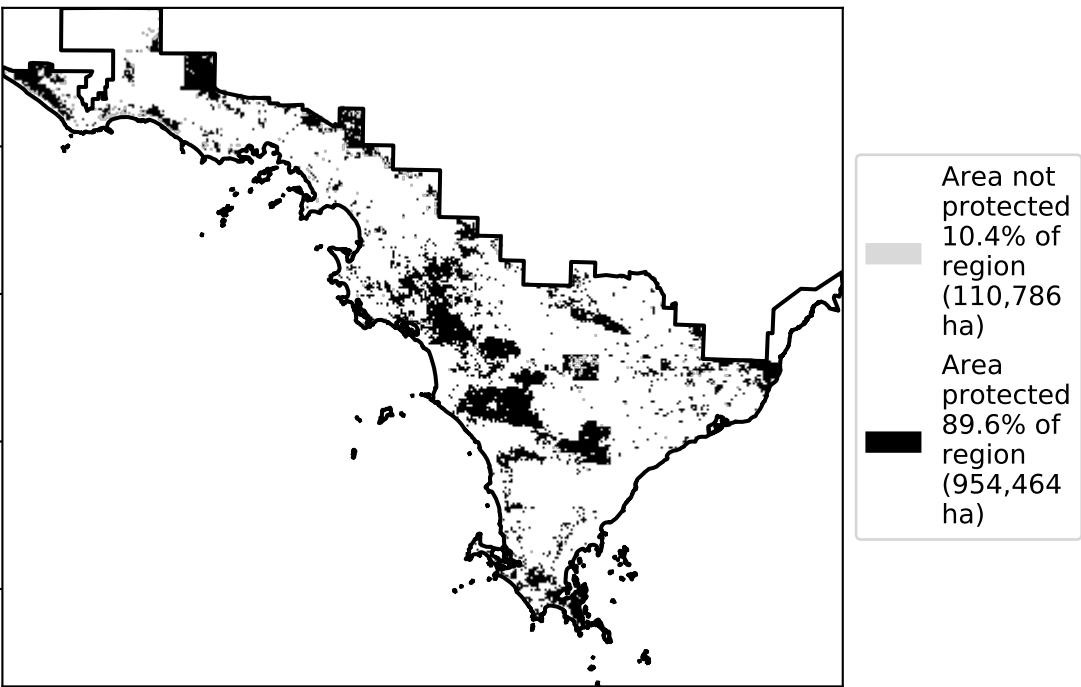 Area not
protected
10.4% of
region
(110,786
ha)
Area
protected
89.6% of
region
(954,464
ha)